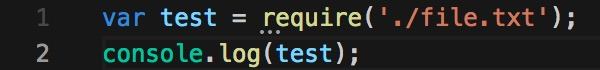 1 var test = require('./file.txt');
2 console.log(test);